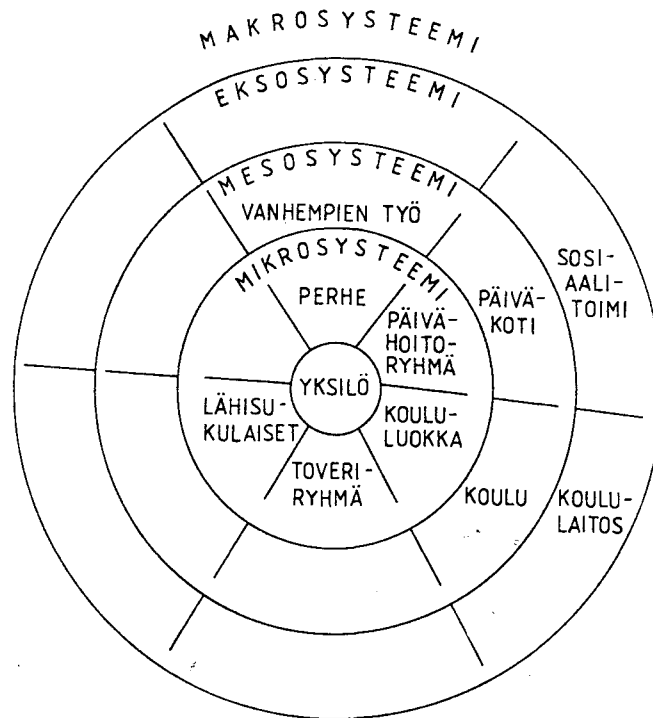 MAKROSYSTEEMI
EKSOSYSTEEMI
MESOSYSTEEMI
VANHEMPIEN TYÖ
MIKROSYSTEEMI
PERHE
PÄIVÄ-
HOITO-
RYHMÄ
PÄIVÄ-
KOTI
SOSI-
AALI-
TOIMI
YKSILÖ
LÄHISU-
KULAISET
KOULU-
LUOKKA
TOVERI-
RYHMÄ
KOULU
KOULU-
LAITOS